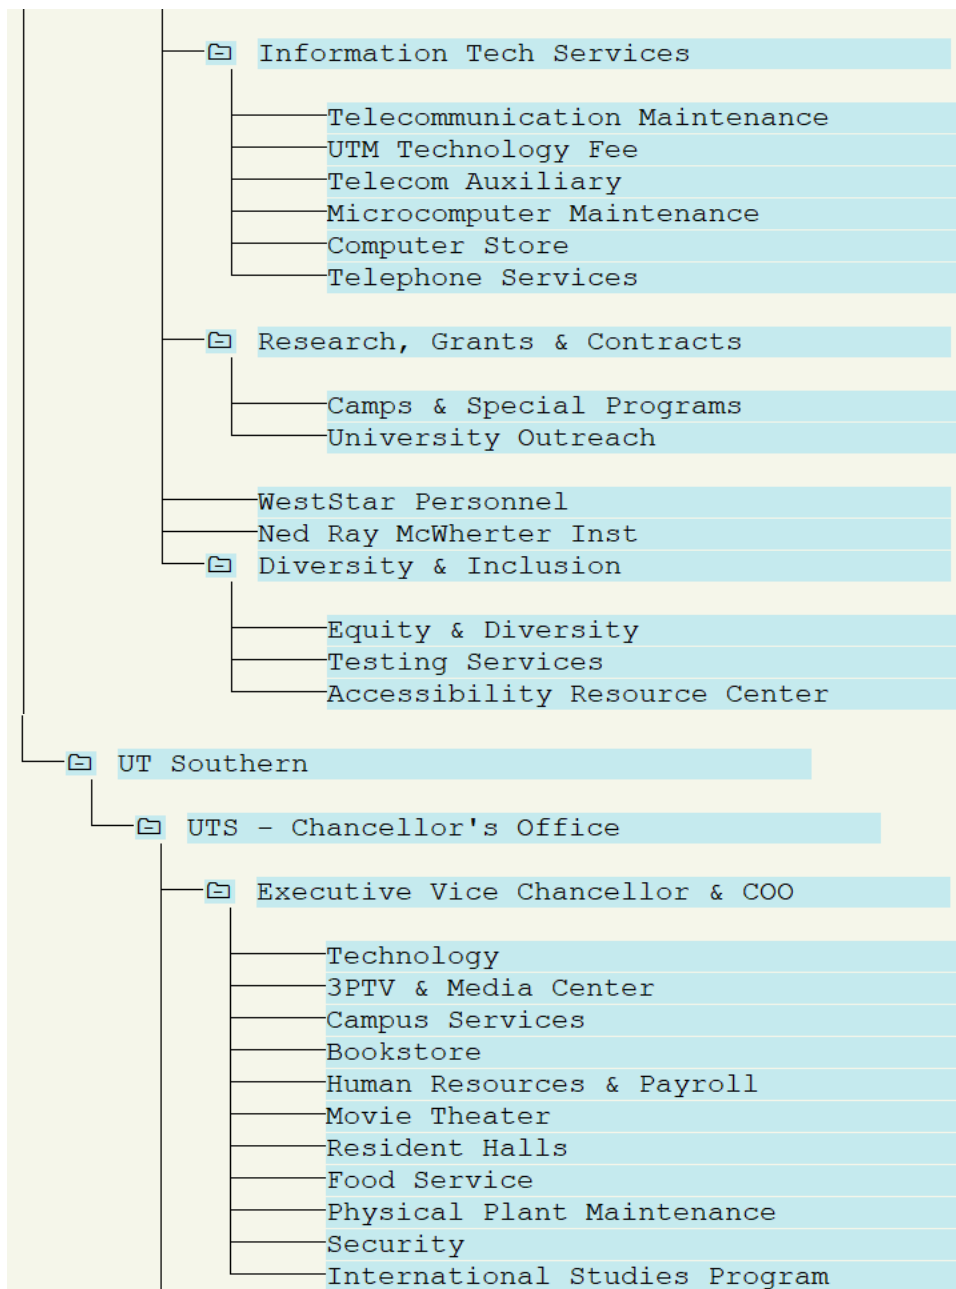 Information Tech Services
Telecommunication Maintenance
UTM Technology Fee
Telecom Auxiliary
Microcomputer Maintenance
Computer Store
Telephone Services
Research, Grants & Contracts
Camps & Special Programs
University Outreach
WestStar Personnel
Ned Ray McWherter Inst
Diversity & Inclusion
Equity & Diversity
Testing Services
Accessibility Resource Center
UT Southern
UTS - Chancellor's Office
Executive Vice Chancellor & COO
Technology
3PTV & Media Center
Campus Services
Bookstore
Human Resources & Payroll
Movie Theater
Resident Halls
Food Service
Physical Plant Maintenance
Security
International Studies Program